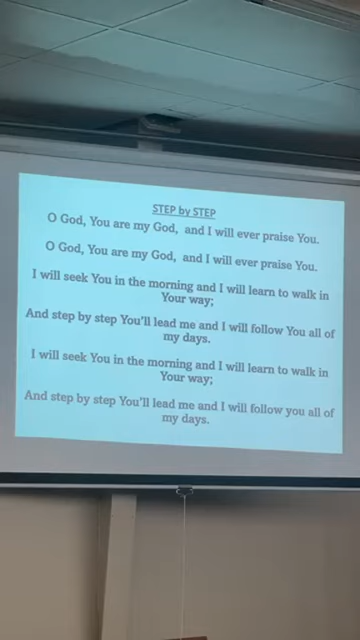 STEP by STEP
O God, You are my God, and I will ever praise You.
O God, You are my God, and I will ever praise You.
I will seek You in the morning and I will learn to walk in
Your way;
And step by step You'll lead me and I will follow You all of
my days.
I will seek You in the morning and I will learn to walk in
Your way;
And step by step You'll lead me and I will follow you all of
my days.